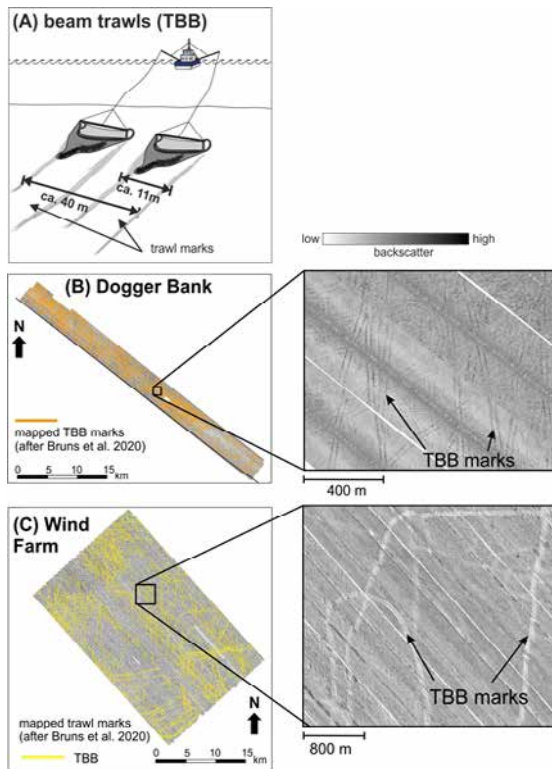 (A) beam trawls (TBB)
ca. 40 m
ca. 11m
trawl marks
low
high
backscatter
(B) Dogger Bank
N
mapped TBB marks
(after Bruns et al. 2020)
0 5 10 15
km
TBB marks
400 m
(C) Wind
Farm
N
mapped trawl marks
(after Bruns et al. 2020)
TBB
0 5 10 15
km
TBB marks
800 m